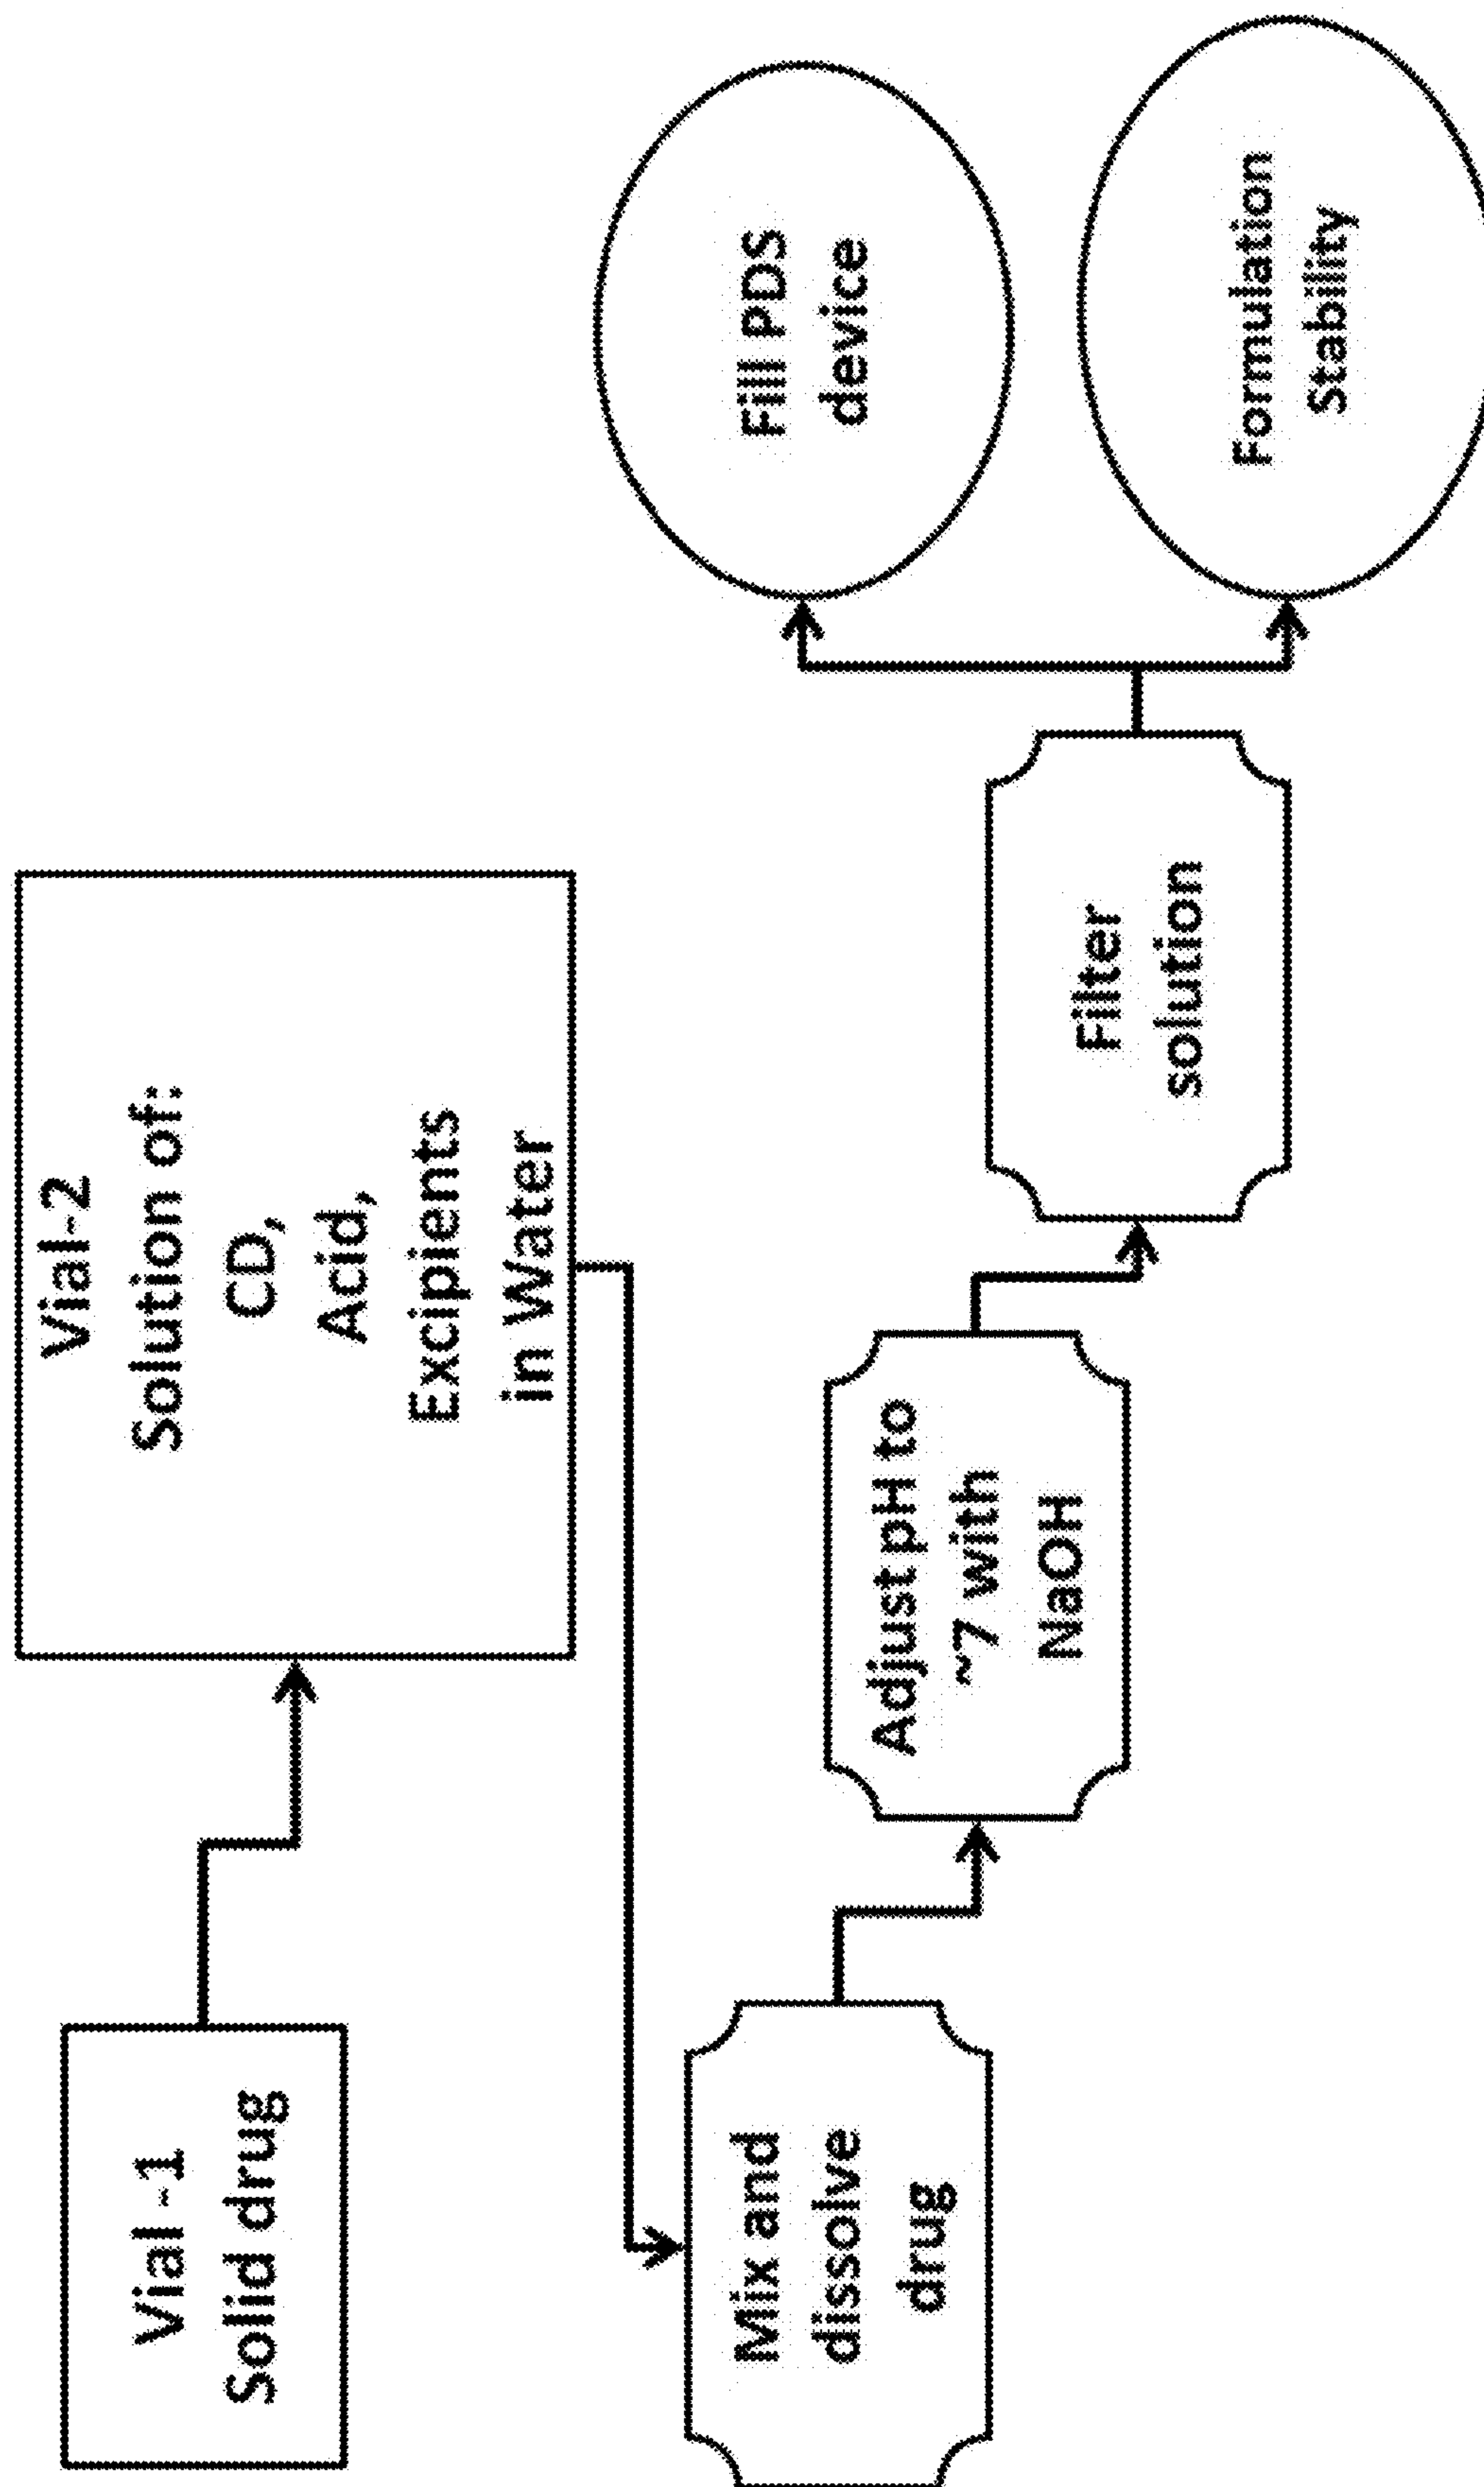 Vial -1
Solid drug
Vial-2
Solution of:
CD,
Acid,
Excipients
in Water
Mix and
dissolve
drug
Adjust pH to
~7 with
NaOH
Filter
solution
Fill PDS
device
Formulation
Stability